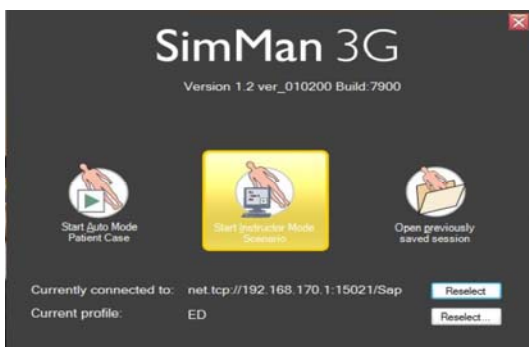 SimMan 3G
Version 1.2 ver_010200 Build:7900
Start Auto Mode
Patient Case
Start Instructor Mode
Scenario
Open previously
saved session
Currently connected to: net.tcp://192.168.170.1:15021/Sap Reselect
Current profile: ED Reselect...